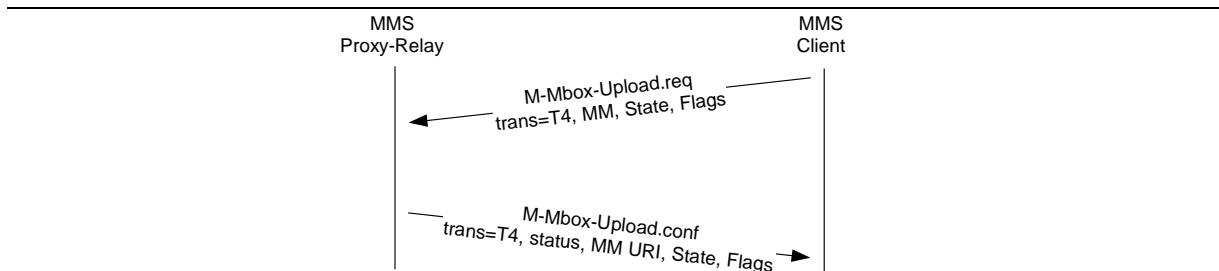 MMS
Proxy-Relay
MMS
Client
M-Mbox-Upload.req
trans=T4, MM, State, Flags
M-Mbox-Upload.conf
trans=T4, status, MM URI, State, Flags